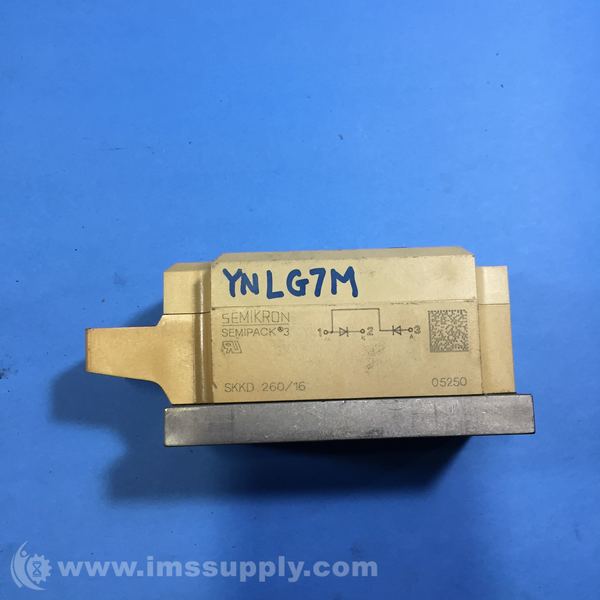 YNLG7M
SEMIKRON
SEMIPACK®3
1 2 3
SKKD 260/16 05250
www.imssupply.com